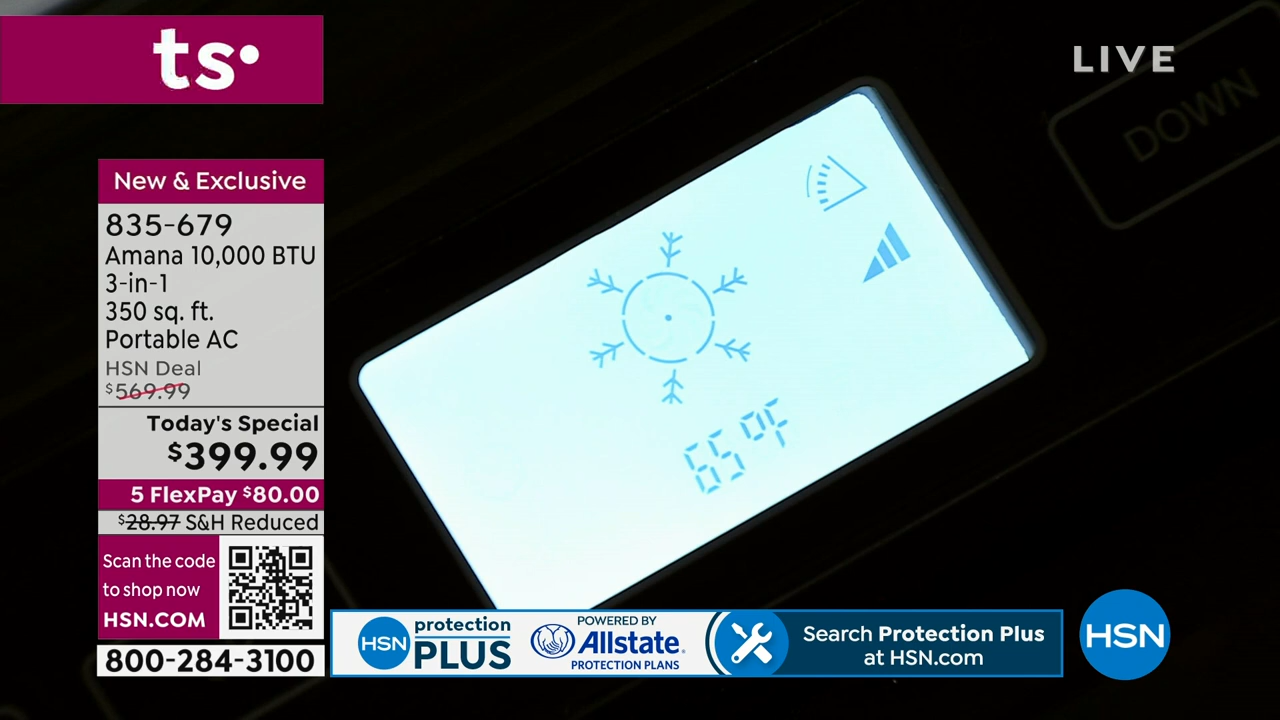 ts•
LIVE
DOWN
New & Exclusive
835-679
Amana 10,000 BTU
3-in-1
350 sq. ft.
Portable AC
HSN Deal
$569.99
Today's Special
$399.99
5 FlexPay $80.00
$28.97 S&H Reduced
Scan the code
to shop now
HSN.COM
800-284-3100
65°F
HSN protection PLUS
POWERED BY
Allstate
PROTECTION PLANS
Search Protection Plus
at HSN.com
HSN